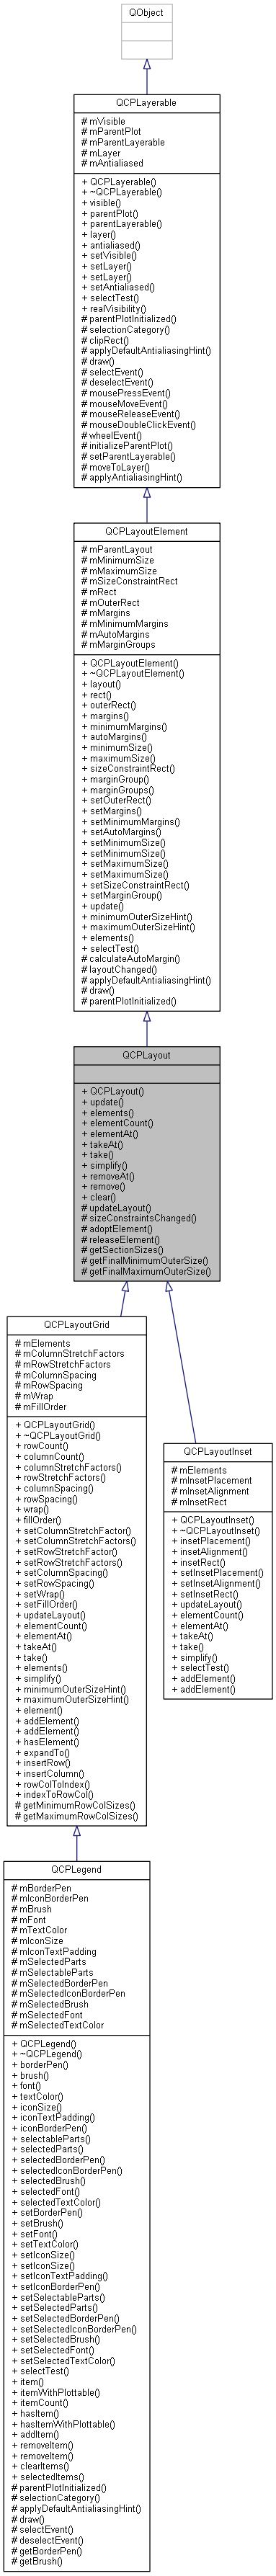 QObject
QCPLayerable
# mVisible
# mParentPlot
# mParentLayerable
# mLayer
# mAntialiased
+ QCPLayerable()
+ ~QCPLayerable()
+ visible()
+ parentPlot()
+ parentLayerable()
+ layer()
+ antialiased()
+ setVisible()
+ setLayer()
+ setLayer()
+ setAntialiased()
+ selectTest()
+ realVisibility()
# parentPlotInitialized()
# selectionCategory()
# clipRect()
# applyDefaultAntialiasingHint()
# draw()
# selectEvent()
# deselectEvent()
# mousePressEvent()
# mouseMoveEvent()
# mouseReleaseEvent()
# mouseDoubleClickEvent()
# wheelEvent()
# initializeParentPlot()
# setParentLayerable()
# moveToLayer()
# applyAntialiasingHint()
QCPLayoutElement
# mParentLayout
# mMinimumSize
# mMaximumSize
# mSizeConstraintRect
# mRect
# mOuterRect
# mMargins
# mMinimumMargins
# mAutoMargins
# mMarginGroups
+ QCPLayoutElement()
+ ~QCPLayoutElement()
+ layout()
+ rect()
+ outerRect()
+ margins()
+ minimumMargins()
+ autoMargins()
+ minimumSize()
+ maximumSize()
+ sizeConstraintRect()
+ marginGroup()
+ marginGroups()
+ setOuterRect()
+ setMargins()
+ setMinimumMargins()
+ setAutoMargins()
+ setMinimumSize()
+ setMinimumSize()
+ setMaximumSize()
+ setMaximumSize()
+ setSizeConstraintRect()
+ setMarginGroup()
+ update()
+ minimumOuterSizeHint()
+ maximumOuterSizeHint()
+ elements()
+ selectTest()
# calculateAutoMargin()
# layoutChanged()
# applyDefaultAntialiasingHint()
# draw()
# parentPlotInitialized()
QCPLayout
+ QCPLayout()
+ update()
+ elements()
+ elementCount()
+ elementAt()
+ takeAt()
+ take()
+ simplify()
+ removeAt()
+ remove()
+ clear()
# updateLayout()
# sizeConstraintsChanged()
# adoptElement()
# releaseElement()
# getSectionSizes()
# getFinalMinimumOuterSize()
# getFinalMaximumOuterSize()
QCPLayoutGrid
# mElements
# mColumnStretchFactors
# mRowStretchFactors
# mColumnSpacing
# mRowSpacing
# mWrap
# mFillOrder
+ QCPLayoutGrid()
+ ~QCPLayoutGrid()
+ rowCount()
+ columnCount()
+ columnStretchFactors()
+ rowStretchFactors()
+ columnSpacing()
+ rowSpacing()
+ wrap()
+ fillOrder()
+ setColumnStretchFactor()
+ setColumnStretchFactors()
+ setRowStretchFactor()
+ setRowStretchFactors()
+ setColumnSpacing()
+ setRowSpacing()
+ setWrap()
+ setFillOrder()
+ updateLayout()
+ elementCount()
+ elementAt()
+ takeAt()
+ take()
+ elements()
+ simplify()
+ minimumOuterSizeHint()
+ maximumOuterSizeHint()
+ element()
+ addElement()
+ addElement()
+ hasElement()
+ expandTo()
+ insertRow()
+ insertColumn()
+ rowColToIndex()
+ indexToRowCol()
# getMinimumRowColSizes()
# getMaximumRowColSizes()
QCPLayoutInset
# mElements
# mInsetPlacement
# mInsetAlignment
# mInsetRect
+ QCPLayoutInset()
+ ~QCPLayoutInset()
+ insetPlacement()
+ insetAlignment()
+ insetRect()
+ setInsetPlacement()
+ setInsetAlignment()
+ setInsetRect()
+ updateLayout()
+ elementCount()
+ elementAt()
+ takeAt()
+ take()
+ simplify()
+ selectTest()
+ addElement()
+ addElement()
QCPLegend
# mBorderPen
# mIconBorderPen
# mBrush
# mFont
# mTextColor
# mIconSize
# mIconTextPadding
# mSelectedParts
# mSelectableParts
# mSelectedBorderPen
# mSelectedIconBorderPen
# mSelectedBrush
# mSelectedFont
# mSelectedTextColor
+ QCPLegend()
+ ~QCPLegend()
+ borderPen()
+ brush()
+ font()
+ textColor()
+ iconSize()
+ iconTextPadding()
+ iconBorderPen()
+ selectableParts()
+ selectedParts()
+ selectedBorderPen()
+ selectedIconBorderPen()
+ selectedBrush()
+ selectedFont()
+ selectedTextColor()
+ setBorderPen()
+ setBrush()
+ setFont()
+ setTextColor()
+ setIconSize()
+ setIconSize()
+ setIconTextPadding()
+ setIconBorderPen()
+ setSelectableParts()
+ setSelectedParts()
+ setSelectedBorderPen()
+ setSelectedIconBorderPen()
+ setSelectedBrush()
+ setSelectedFont()
+ setSelectedTextColor()
+ selectTest()
+ item()
+ itemWithPlottable()
+ itemCount()
+ hasItem()
+ hasItemWithPlottable()
+ addItem()
+ removeItem()
+ removeItem()
+ clearItems()
+ selectedItems()
# parentPlotInitialized()
# selectionCategory()
# applyDefaultAntialiasingHint()
# draw()
# selectEvent()
# deselectEvent()
# getBorderPen()
# getBrush()